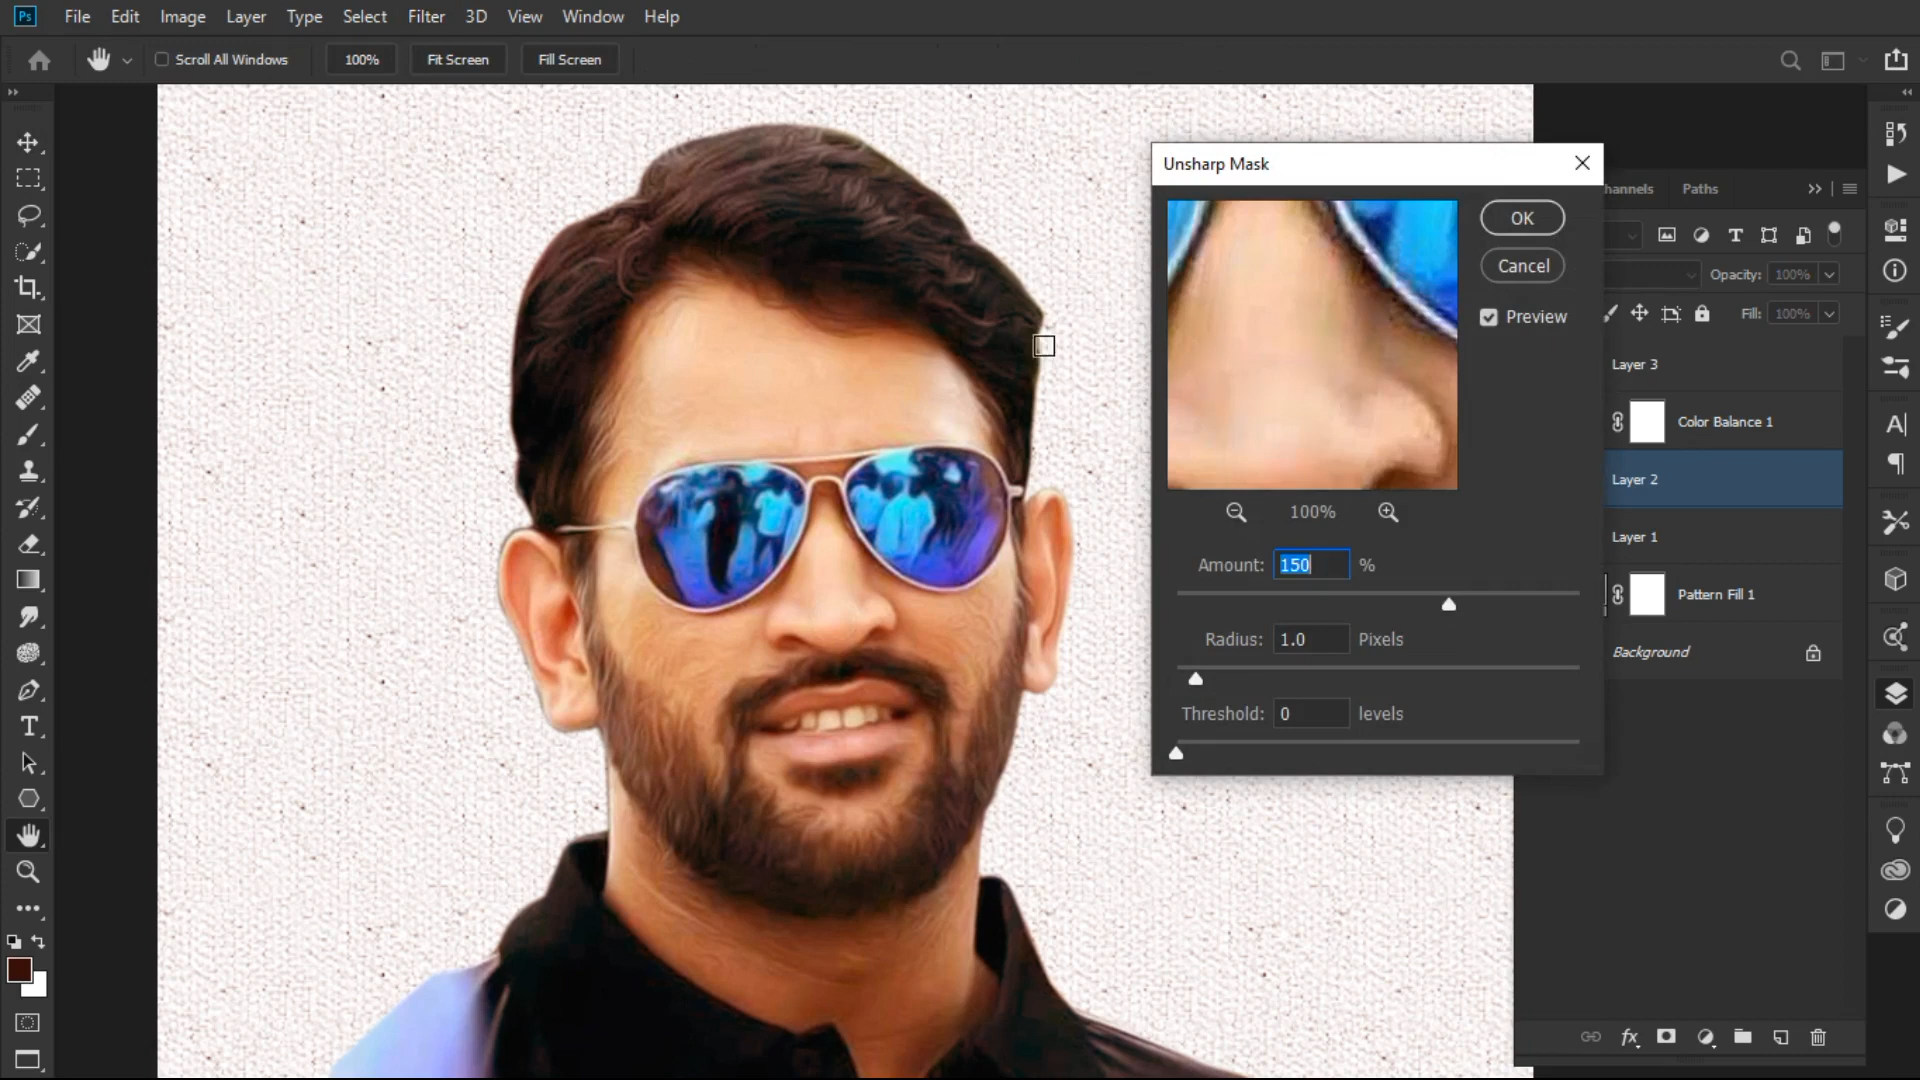 Ps File Edit Image Layer Type Select Filter 3D View Window Help
Scroll All Windows 100% Fit Screen Fill Screen
Unsharp Mask
hannels Paths
OK
Cancel
Opacity: 100%
Preview
Fill: 100%
Layer 3
Color Balance 1
Layer 2
100%
Layer 1
Amount: 150 %
Pattern Fill 1
Radius: 1.0 Pixels
Background
Threshold: 0 levels
fx